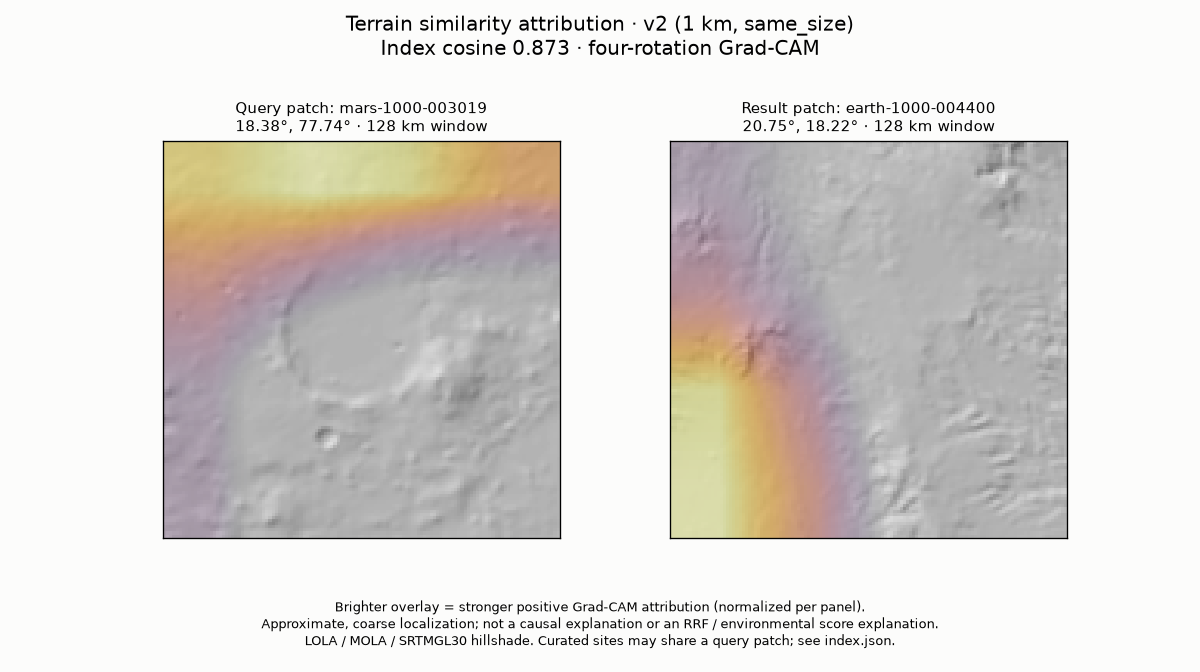 Terrain similarity attribution · v2 (1 km, same_size)
Index cosine 0.873 · four-rotation Grad-CAM
Query patch: mars-1000-003019
18.38°, 77.74° · 128 km window
Result patch: earth-1000-004400
20.75°, 18.22° · 128 km window
Brighter overlay = stronger positive Grad-CAM attribution (normalized per panel).
Approximate, coarse localization; not a causal explanation or an RRF / environmental score explanation.
LOLA / MOLA / SRTMGL30 hillshade. Curated sites may share a query patch; see index.json.